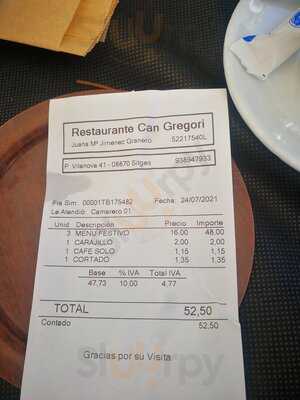 Restaurante Can Gregori
Juana Mª Jimenez Granero 52217540L
P. Vilanova 41 - 08870 Sitges 938947933
Fra Sim: 00001TB175482 Fecha: 24/07/2021
Le Atendió: Camarero 01
Unid Descripción Precio Importe
3 MENU FESTIVO 16,00 48,00
1 CARAJILLO 2,00 2,00
1 CAFE SOLO 1,15 1,15
1 CORTADO 1,35 1,35
Base % IVA Total IVA
47,73 10,00 4,77
TOTAL 52,50
Contado 52,50
Gracias por su Visita
sluurpy